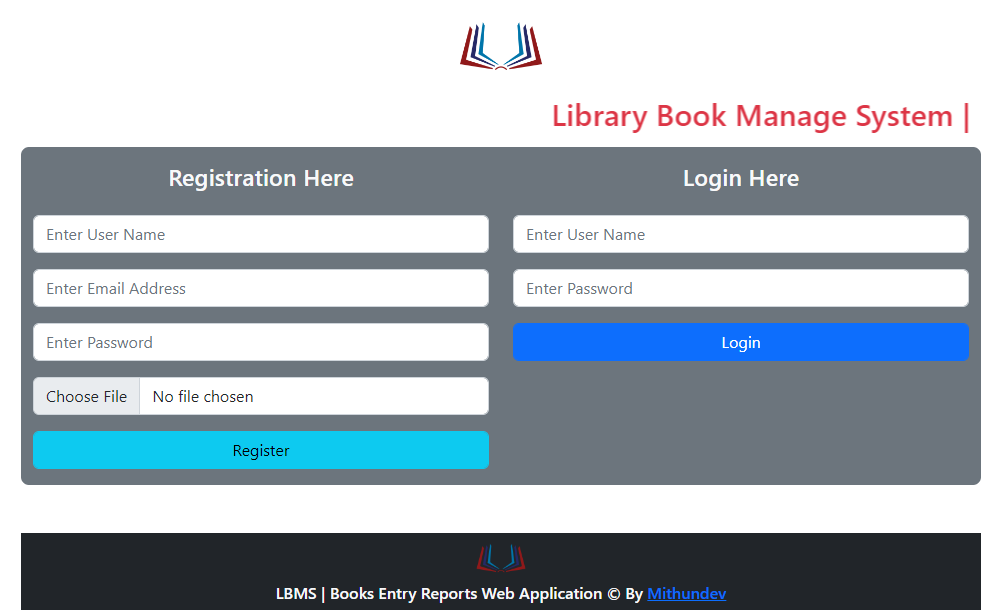 Library Book Manage System |
Registration Here
Enter User Name
Enter Email Address
Enter Password
Choose File No file chosen
Register
Login Here
Enter User Name
Enter Password
Login
LBMS | Books Entry Reports Web Application © By Mithundev